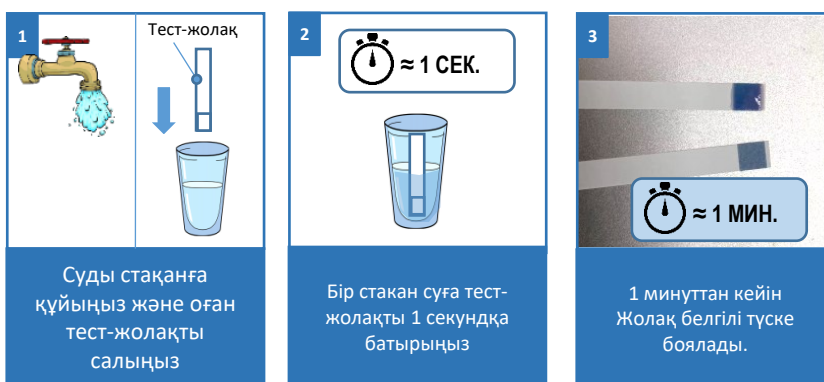 1
Тест-жолақ
Суды стақанға
құйыңыз және оған
тест-жолақты
салыңыз
2
≈ 1 СЕК.
Бір стакан суға тест-
жолақты 1 секундқа
батырыңыз
3
≈ 1 МИН.
1 минуттан кейін
Жолақ белгілі түске
боялады.